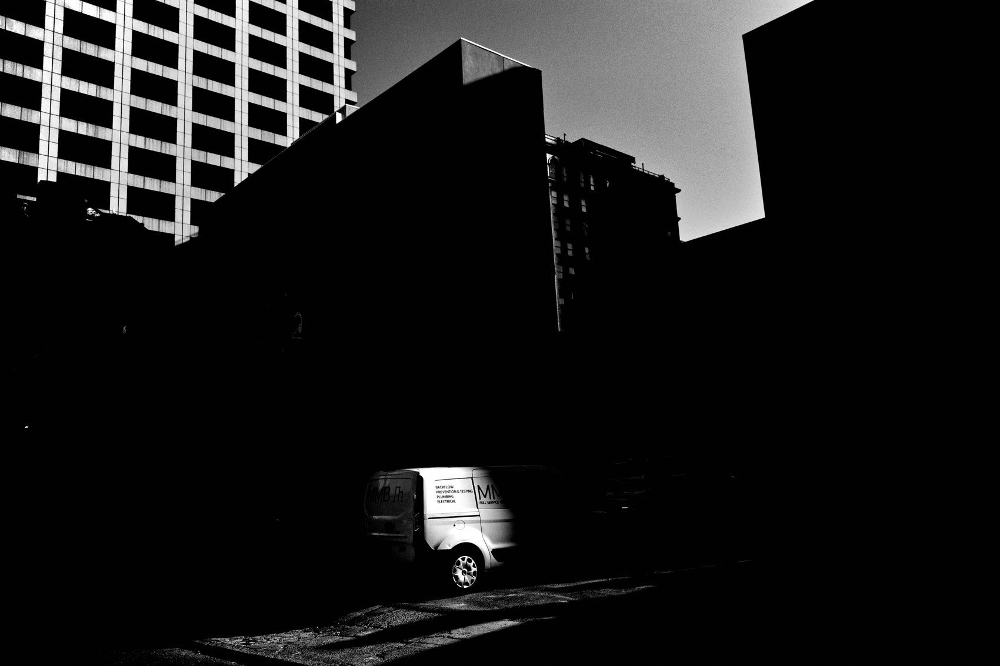 MMB
BACKFLOW
PREVENTION & TESTING
PLUMBING
ELECTRICAL
MM
FULL-SERVICE